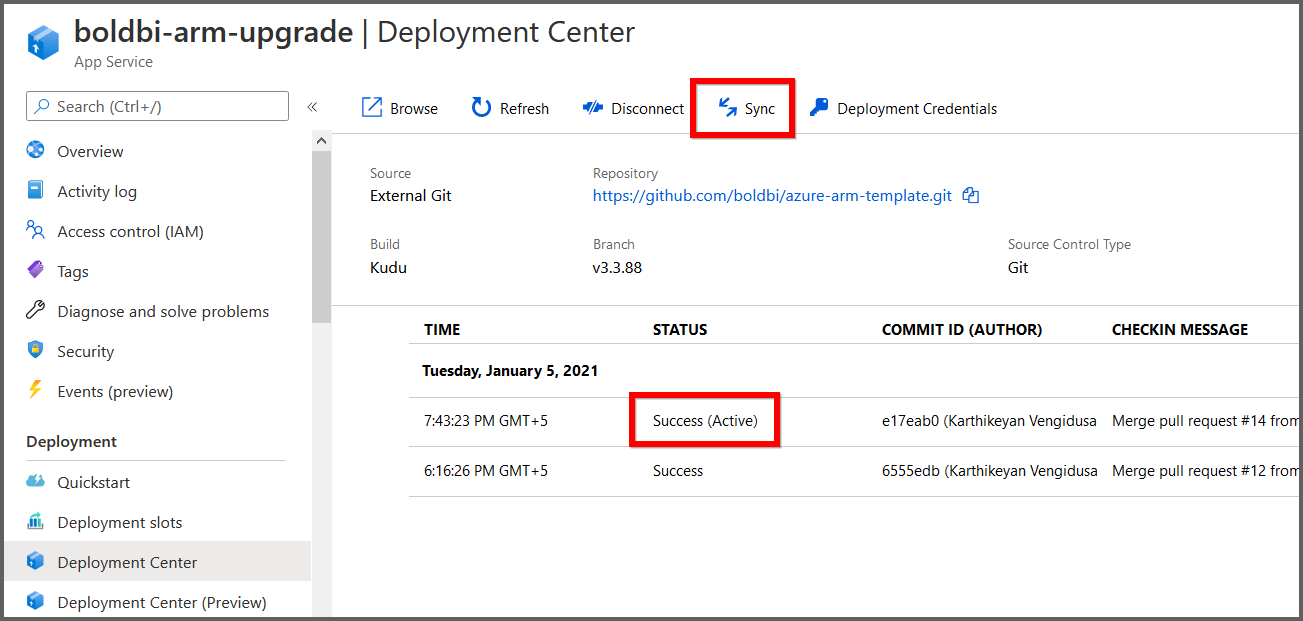 boldbi-arm-upgrade | Deployment Center
App Service
Search (Ctrl+/)
«
Overview
Activity log
Access control (IAM)
Tags
Diagnose and solve problems
Security
Events (preview)
Deployment
Quickstart
Deployment slots
Deployment Center
Deployment Center (Preview)
Browse Refresh Disconnect Sync Deployment Credentials
Source Repository
External Git https://github.com/boldbi/azure-arm-template.git
Build Branch Source Control Type
Kudu v3.3.88 Git
TIME STATUS COMMIT ID (AUTHOR) CHECKIN MESSAGE
Tuesday, January 5, 2021
7:43:23 PM GMT+5 Success (Active) e17eab0 (Karthikeyan Vengidusa Merge pull request #14 from
6:16:26 PM GMT+5 Success 6555edb (Karthikeyan Vengidusa Merge pull request #12 from